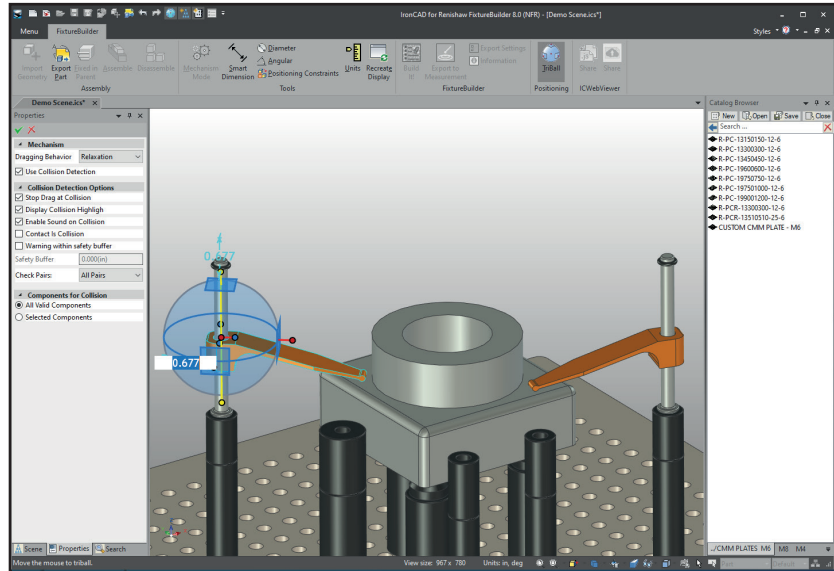 IronCAD for Renishaw FixtureBuilder 8.0 (NFR) - [Demo Scene.ics*]
Menu FixtureBuilder Styles
Import Geometry
Export Part
Used in Parent
Assemble
Disassemble
Assembly
Mechanism Mode
Smart Dimension
Diameter
Angular
Positioning Constraints
Units
Recreate Display
Tools
Build
Export to Measurement
Export Settings
Information
FixtureBuilder
TriBall
Positioning
Share
Share
ICWebViewer
Demo Scene.ics*
Properties
Mechanism
Dragging Behavior Relaxation
Use Collision Detection
Collision Detection Options
Stop Drag at Collision
Display Collision Highligh
Enable Sound on Collision
Contact Is Collision
Warning within safety buffer
Safety Buffer 0.000(in)
Check Pairs: All Pairs
Components for Collision
All Valid Components
Selected Components
0.677
0.677
Catalog Browser
New Open Save Close
Search ...
R-PC-13150150-12-6
R-PC-13300300-12-6
R-PC-13450450-12-6
R-PC-19600600-12-6
R-PC-19750750-12-6
R-PC-197501000-12-6
R-PC-199001200-12-6
R-PCR-13300300-12-6
R-PCR-13510510-25-6
CUSTOM CMM PLATE - M6
../CMM PLATES M6 M8 M4
Scene Properties Search
Move the mouse to triball.
View size: 967 x 780 Units: in, deg
Part
Default